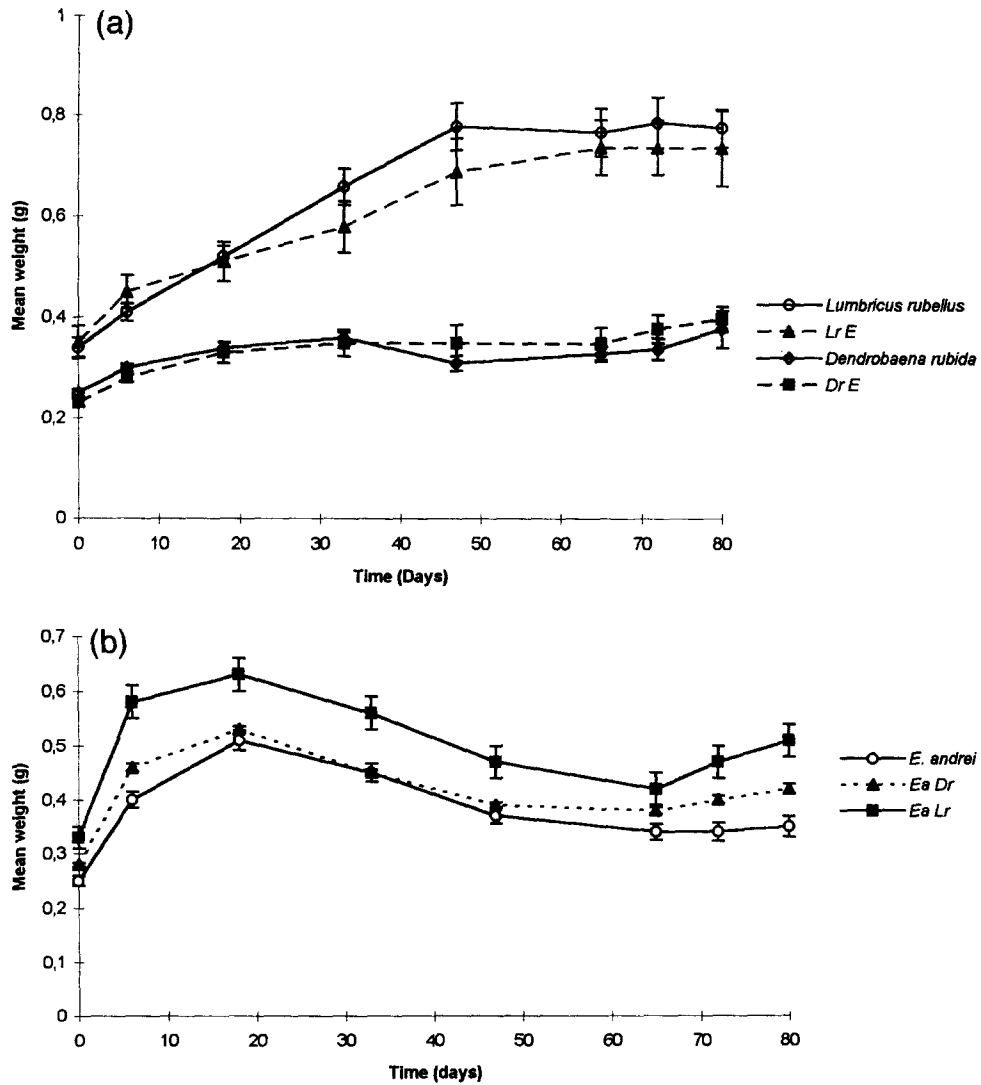 (a)
1
0,8
0,6
0,4
0,2
0
Mean weight (g)
0 10 20 30 40 50 60 70 80
Time (Days)
Lumbricus rubellus
Lr E
Dendrobaena rubida
Dr E
(b)
0,7
0,6
0,5
0,4
0,3
0,2
0,1
0
Mean weight (g)
0 10 20 30 40 50 60 70 80
Time (days)
E. andrei
Ea Dr
Ea Lr